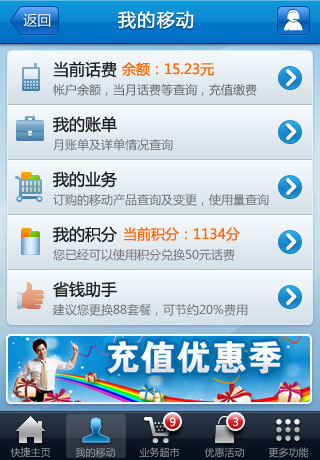 返回
我的移动
当前话费 余额：15.23元
帐户余额，当月话费等查询，充值缴费
我的账单
月账单及详单情况查询
我的业务
订购的移动产品查询及变更，使用量查询
我的积分 当前积分：1134分
您已经可以使用积分兑换50元话费
省钱助手
建议您更换88套餐，可节约20%费用
充值优惠季
9
3
快捷主页
我的移动
业务超市
优惠活动
更多功能